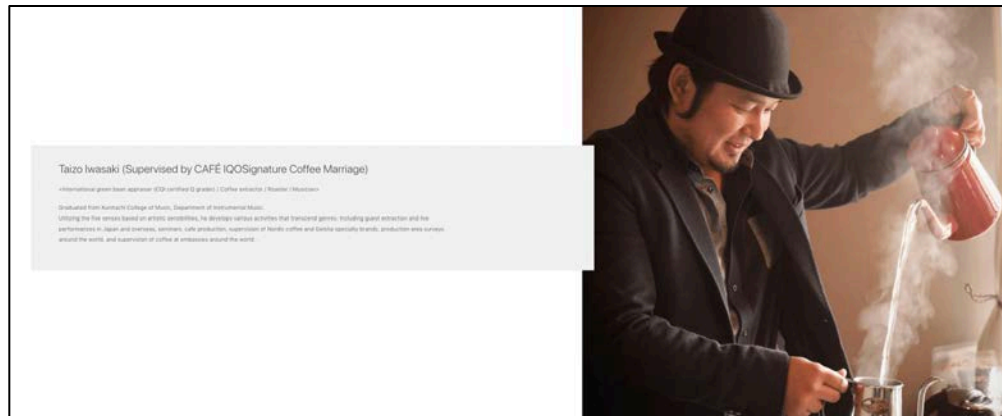 Taizo Iwasaki (Supervised by CAFÉ IQOSignature Coffee Marriage)
<International green bean appraiser (CQI certified Q grader) / Coffee extractor / Roaster / Musician>
Graduated from Kunitachi College of Music, Department of Instrumental Music.
Utilizing the five senses based on artistic sensibilities, he develops various activities that transcend genres, including guest extraction and live
performances in Japan and overseas, seminars, cafe production, supervision of Nordic coffee and Geisha specialty brands, production area surveys
around the world, and supervision of coffee at embassies around the world.